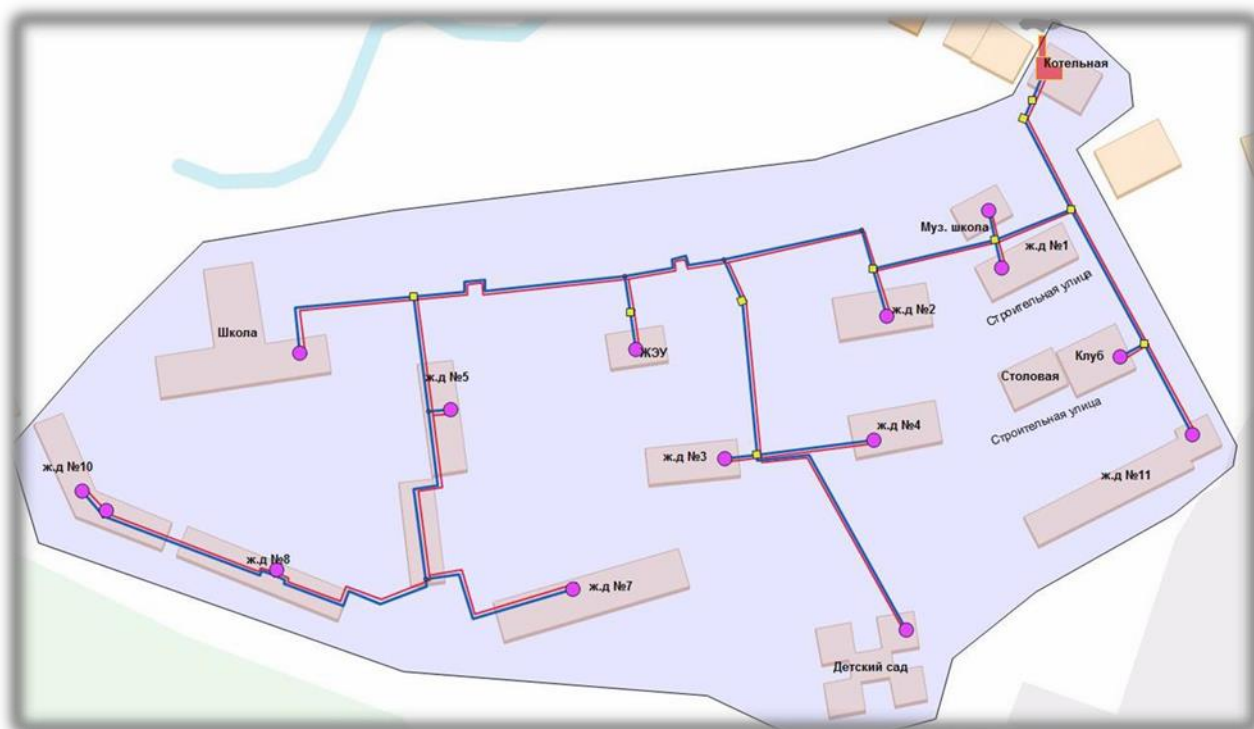 Котельная
Муз. школа
ж.д №1
Строительная улица
ж.д №2
Школа
ЖЭУ
Клуб
Столовая
ж.д №5
Строительная улица
ж.д №4
ж.д №3
ж.д №10
ж.д №11
ж.д №8
ж.д №7
Детский сад